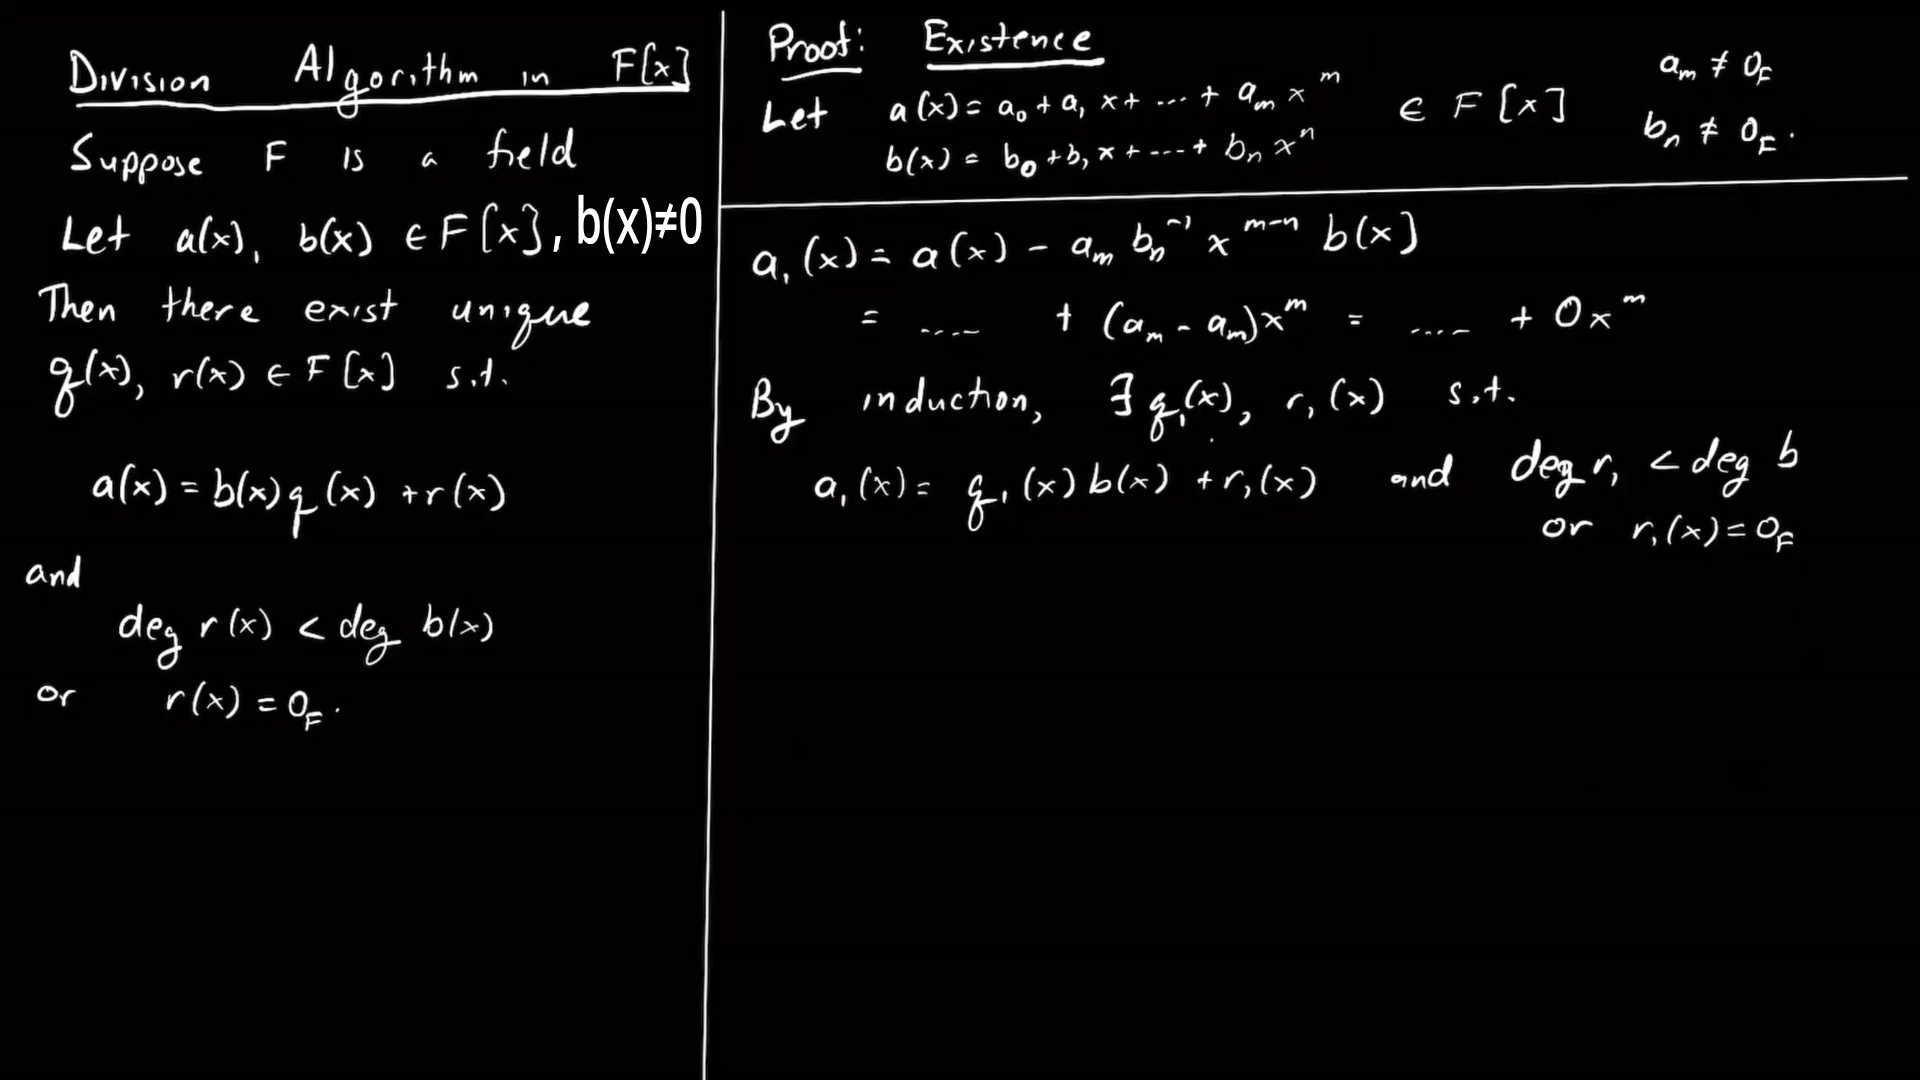 Division Algorithm in F[x]
Suppose F is a field
Let a(x), b(x) ∈ F[x], b(x)≠0
Then there exist unique
q(x), r(x) ∈ F[x] s.t.
a(x) = b(x)q(x) + r(x)
and
deg r(x) < deg b(x)
or r(x) = 0_F.
Proof: Existence
Let a(x) = a_0 + a_1 x + ... + a_m x^m ∈ F[x] a_m ≠ 0_F
b(x) = b_0 + b_1 x + ... + b_n x^n b_n ≠ 0_F.
a_1(x) = a(x) - a_m b_n^{-1} x^{m-n} b(x)
= .... + (a_m - a_m)x^m = .... + 0x^m
By induction, ∃ q_1(x), r_1(x) s.t.
a_1(x) = q_1(x) b(x) + r_1(x) and deg r_1 < deg b
or r_1(x) = 0_F